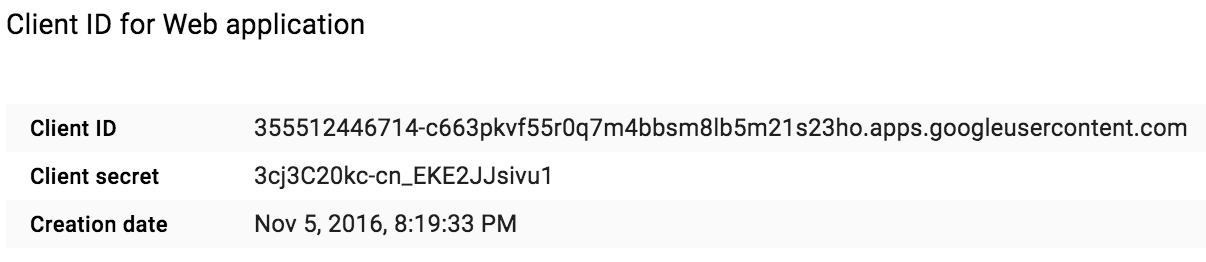 Client ID for Web application
Client ID 355512446714-c663pkvf55r0q7m4bbsm8lb5m21s23ho.apps.googleusercontent.com
Client secret 3cj3C20kc-cn_EKE2JJsivu1
Creation date Nov 5, 2016, 8:19:33 PM